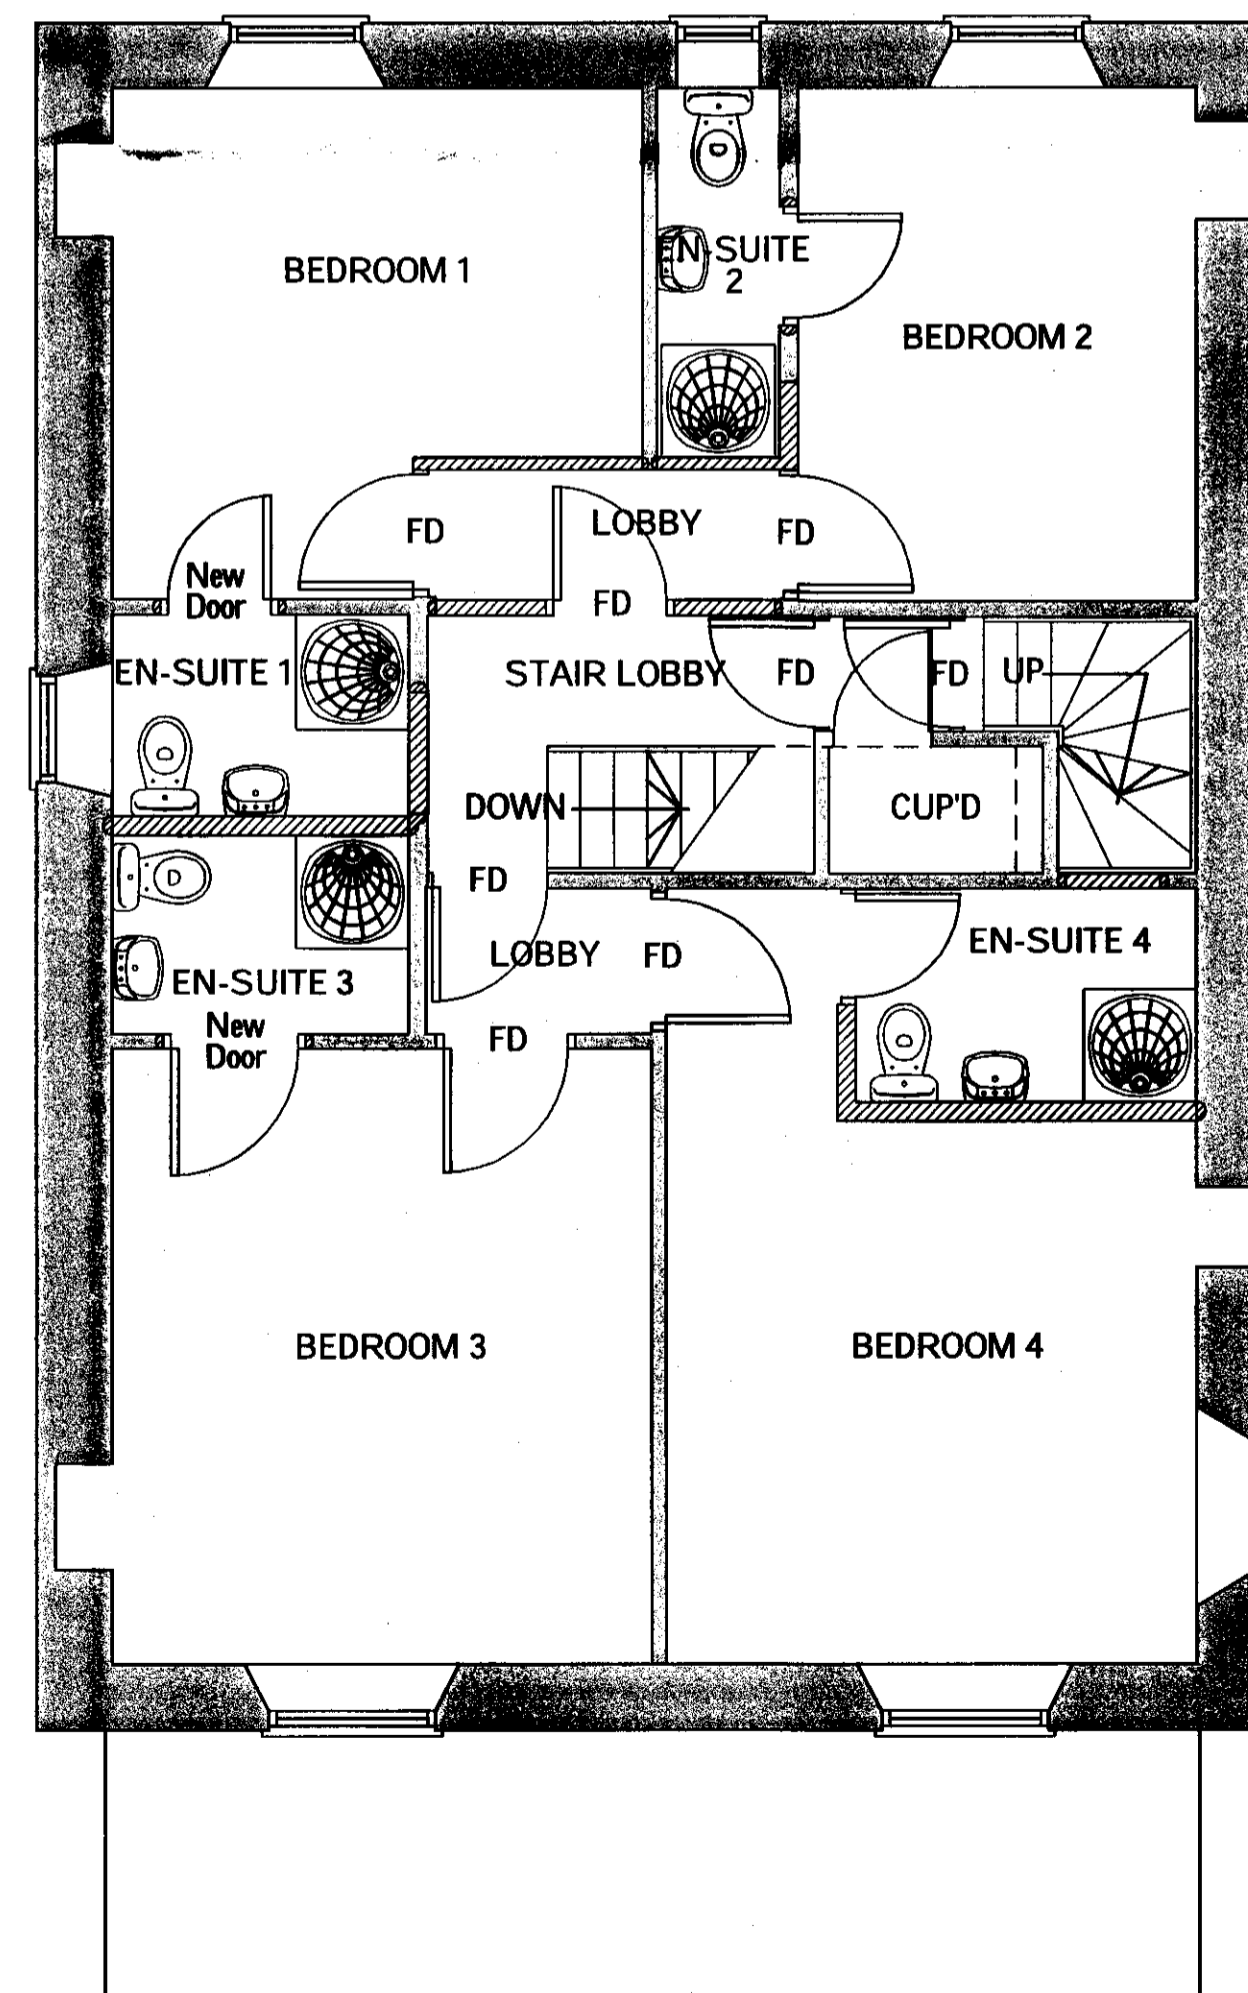 BEDROOM 1
N-SUITE
2
BEDROOM 2
FD
LOBBY
FD
New
Door
FD
EN-SUITE 1
STAIR LOBBY
FD
FD
UP
DOWN
CUP'D
FD
LOBBY
FD
EN-SUITE 4
EN-SUITE 3
New
Door
FD
BEDROOM 3
BEDROOM 4